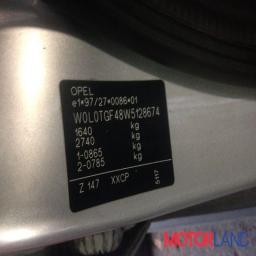 OPEL
e1*97/27*0086*01
W0L0TGF48W5128674
1640 kg
2740 kg
1-0865 kg
2-0785 kg
Z 147 XXCP 5117
MOTORLAND